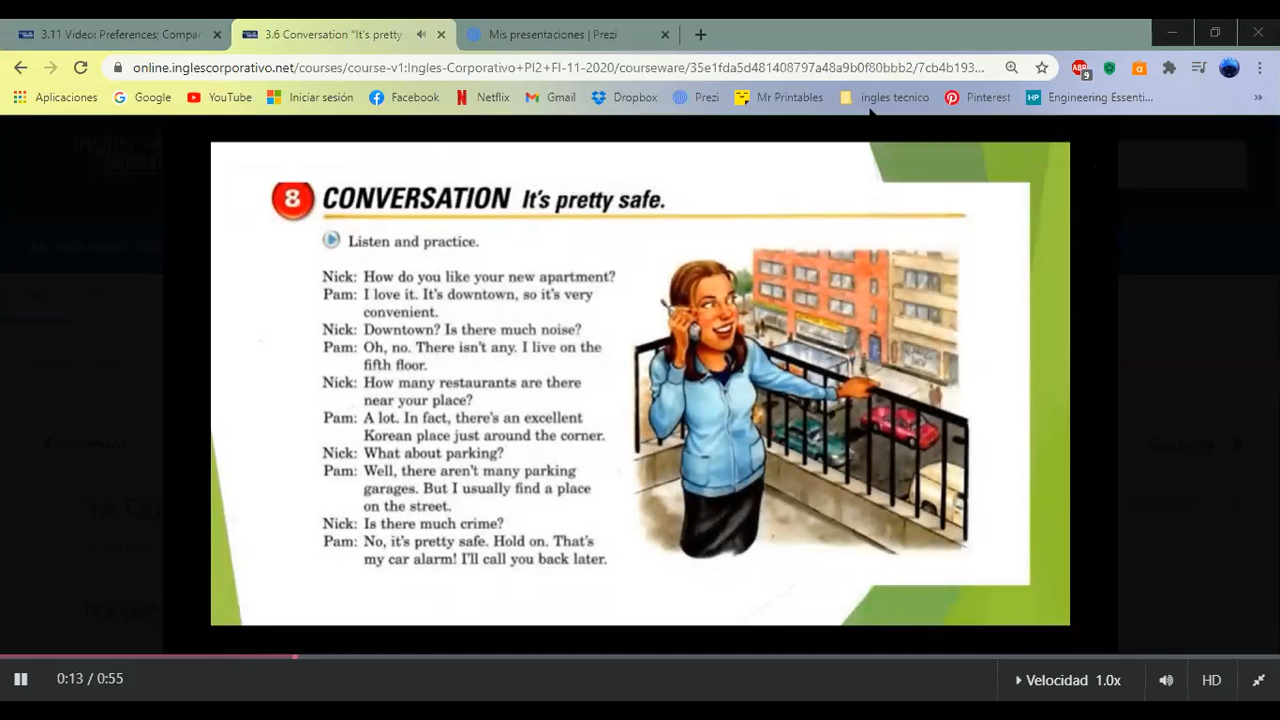 3.11 Video: Preferences; Compa
3.6 Conversation "It's pretty
Mis presentaciones | Prezi
online.inglescorporativo.net/courses/course-v1:Ingles-Corporativo+PI2+FI-11-2020/courseware/35e1fda5d481408797a48a9b0f80bbb2/7cb4b193...
ABP
9
Aplicaciones
Google
YouTube
Iniciar sesión
Facebook
Netflix
Gmail
Dropbox
Prezi
Mr Printables
ingles tecnico
Pinterest
HP
Engineering Essenti...
»
8 CONVERSATION It's pretty safe.
Listen and practice.
Nick: How do you like your new apartment?
Pam: I love it. It's downtown, so it's very
convenient.
Nick: Downtown? Is there much noise?
Pam: Oh, no. There isn't any. I live on the
fifth floor.
Nick: How many restaurants are there
near your place?
Pam: A lot. In fact, there's an excellent
Korean place just around the corner.
Nick: What about parking?
Pam: Well, there aren't many parking
garages. But I usually find a place
on the street.
Nick: Is there much crime?
Pam: No, it's pretty safe. Hold on. That's
my car alarm! I'll call you back later.
Siguiente
0:13 / 0:55
Velocidad 1.0x
HD